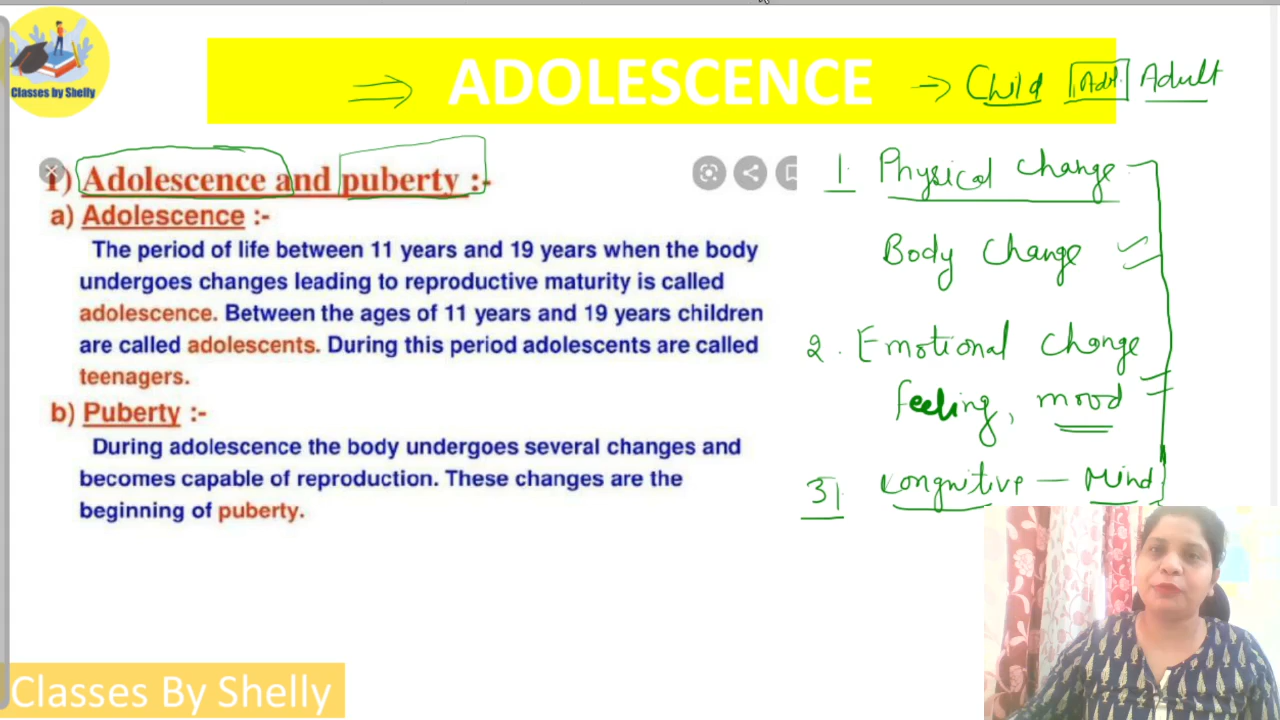 Classes by Shelly
⇒ ADOLESCENCE → Child Adl. Adult
1) Adolescence and puberty :-
a) Adolescence :-
The period of life between 11 years and 19 years when the body
undergoes changes leading to reproductive maturity is called
adolescence. Between the ages of 11 years and 19 years children
are called adolescents. During this period adolescents are called
teenagers.
b) Puberty :-
During adolescence the body undergoes several changes and
becomes capable of reproduction. These changes are the
beginning of puberty.
1. Physical change
Body Change
2. Emotional change
feeling, mood
3) Congnitive — Mind
Classes By Shelly